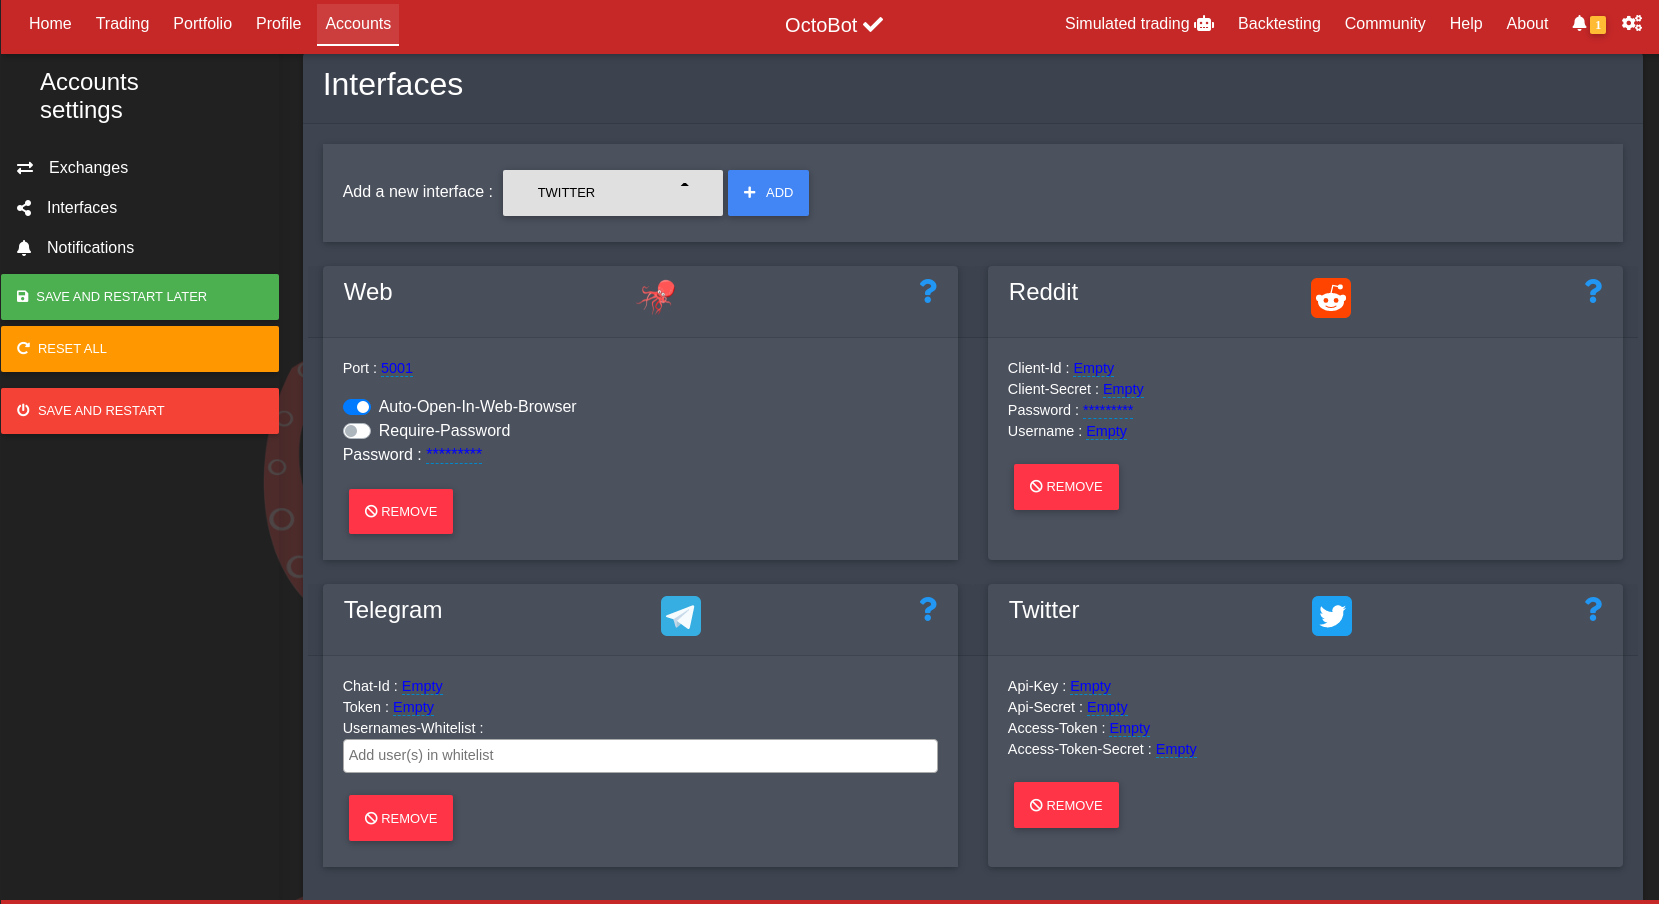 Home Trading Portfolio Profile Accounts OctoBot Simulated trading Backtesting Community Help About 1
Accounts
settings
Exchanges
Interfaces
Notifications
SAVE AND RESTART LATER
RESET ALL
SAVE AND RESTART
Interfaces
Add a new interface : TWITTER ADD
Web
Port : 5001
Auto-Open-In-Web-Browser
Require-Password
Password : *********
REMOVE
Reddit
Client-Id : Empty
Client-Secret : Empty
Password : *********
Username : Empty
REMOVE
Telegram
Chat-Id : Empty
Token : Empty
Usernames-Whitelist :
Add user(s) in whitelist
REMOVE
Twitter
Api-Key : Empty
Api-Secret : Empty
Access-Token : Empty
Access-Token-Secret : Empty
REMOVE